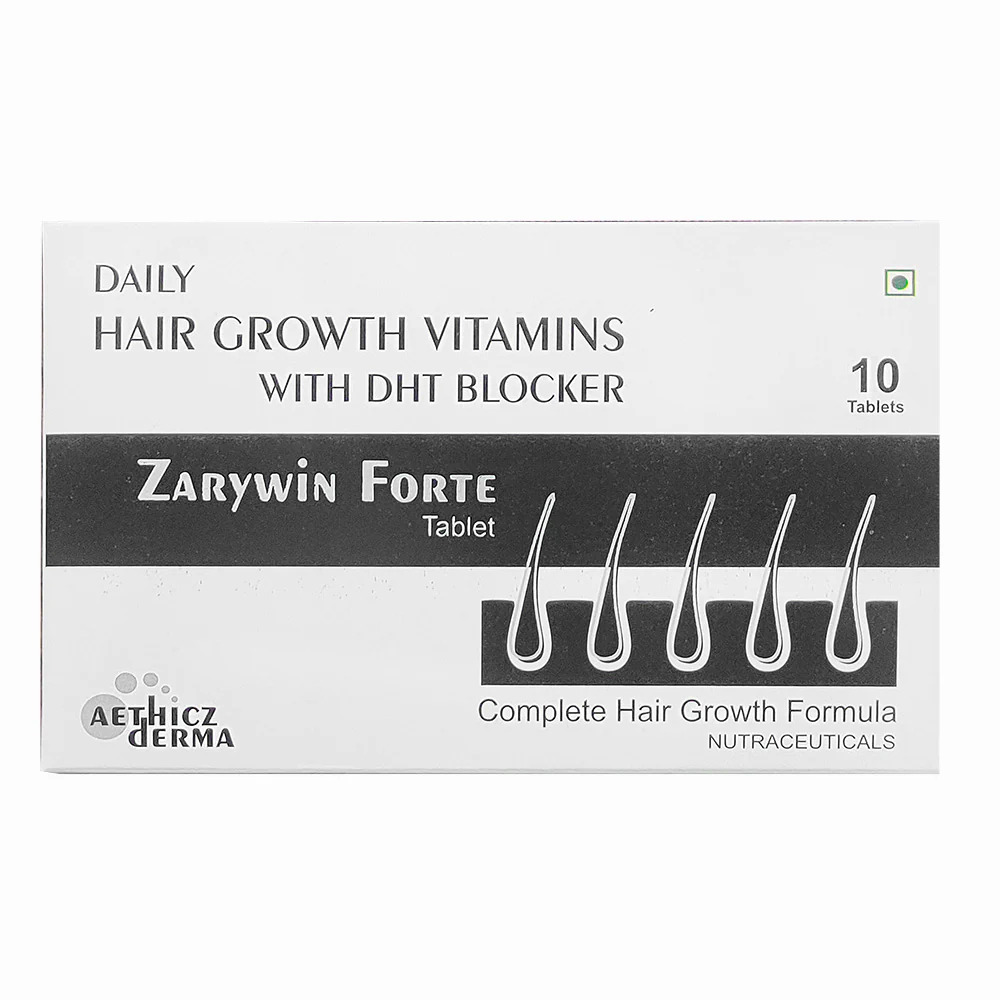 DAILY
HAIR GROWTH VITAMINS
WITH DHT BLOCKER
10
Tablets
ZARYWIN FORTE
Tablet
AETHICZ
DERMA
Complete Hair Growth Formula
NUTRACEUTICALS